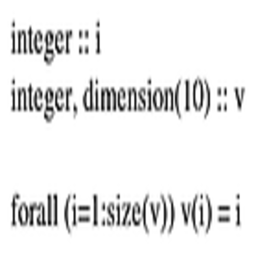 integer :: i
integer, dimension(10) :: v
forall (i=1:size(v)) v(i) = i